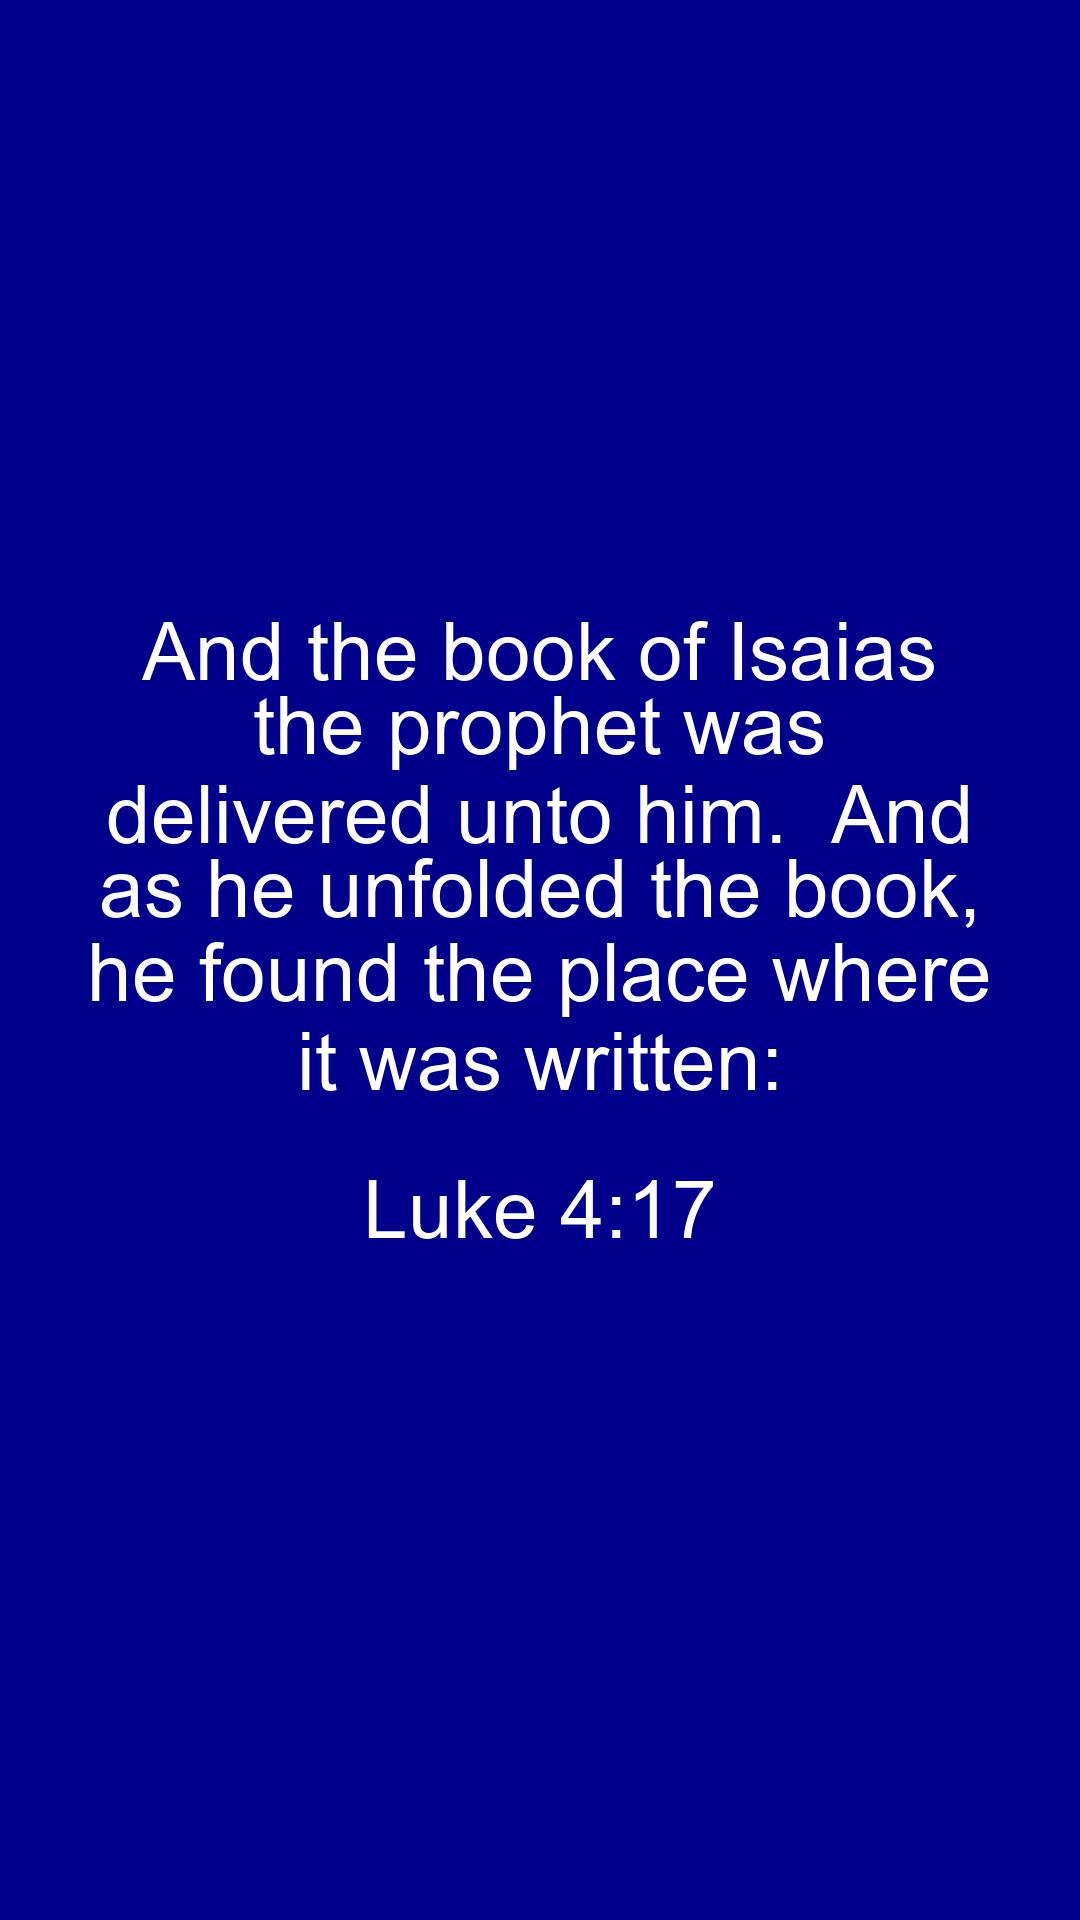 And the book of Isaias
the prophet was
delivered unto him.  And
as he unfolded the book,
he found the place where
it was written:
Luke 4:17